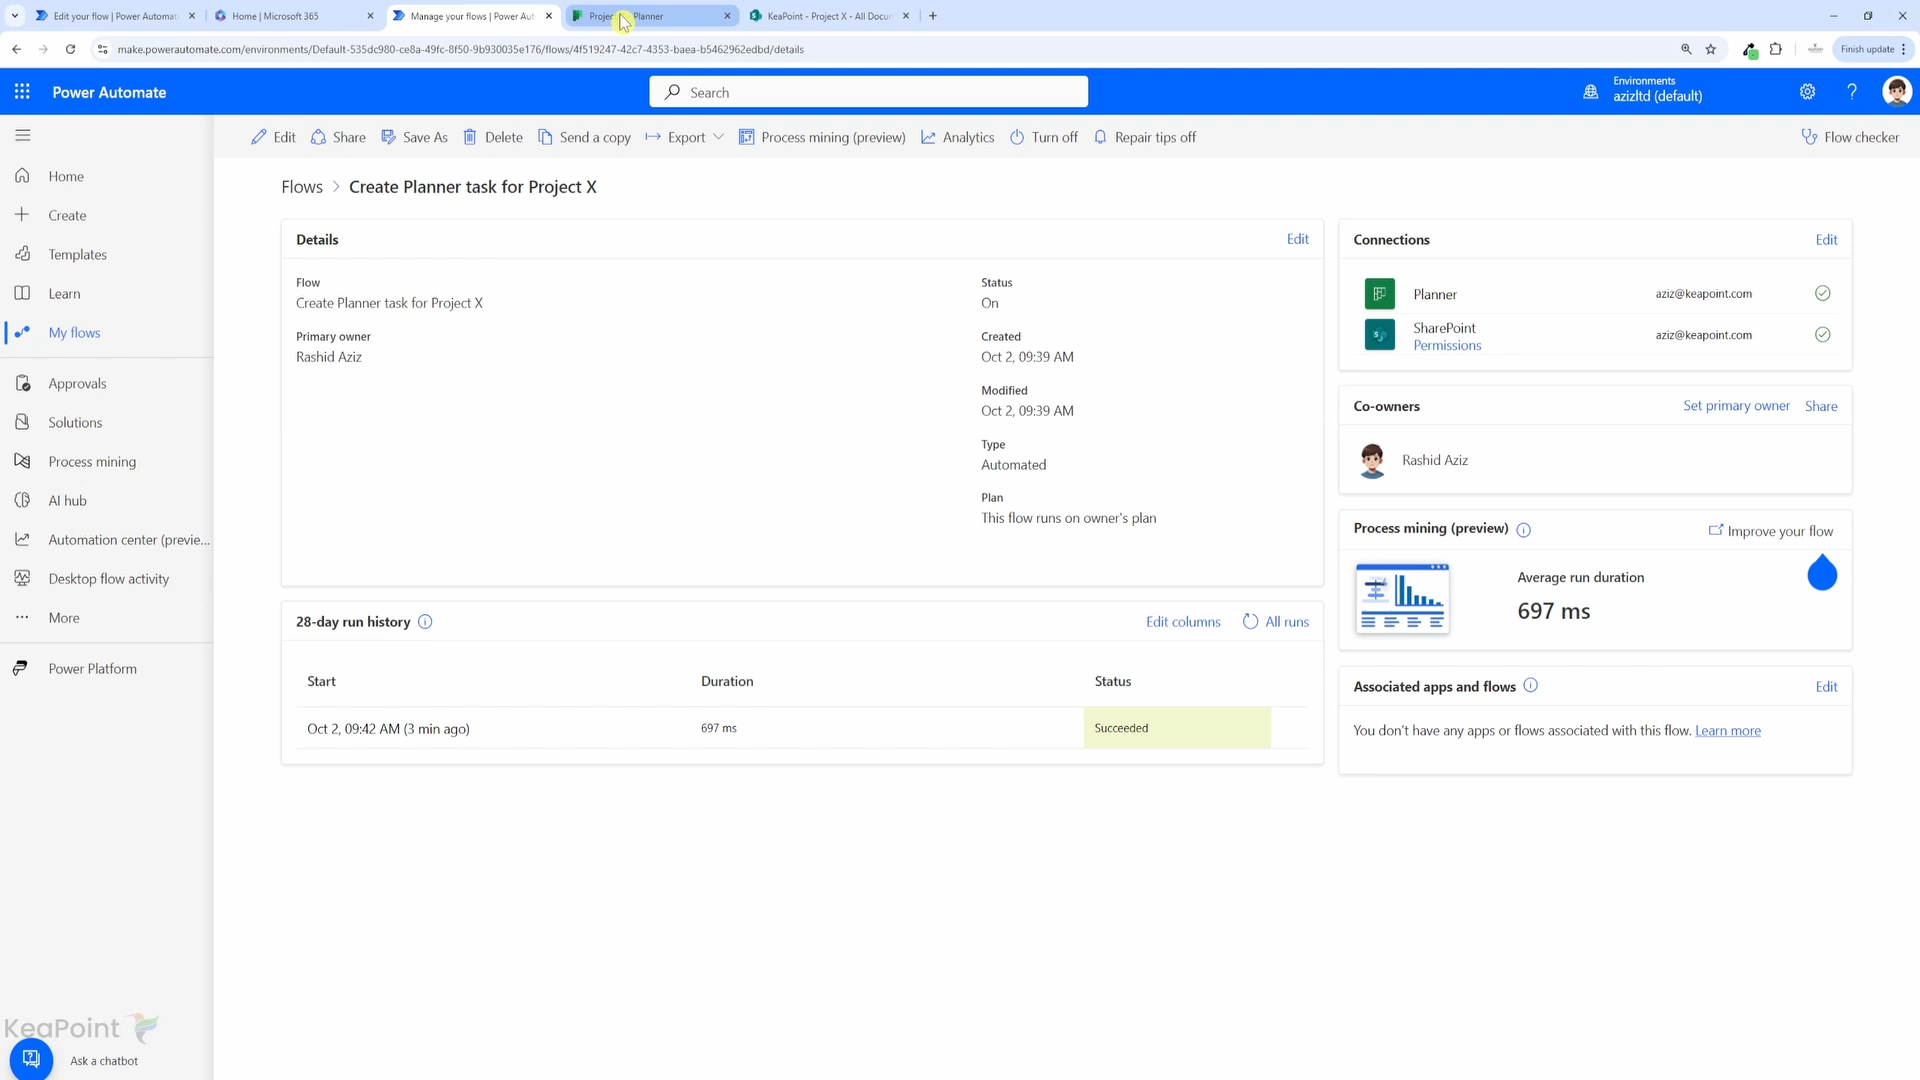 Edit your flow | Power Automat
Home | Microsoft 365
Manage your flows | Power Aut
Planner
KeaPoint - Project X - All Docun
make.powerautomate.com/environments/Default-535dc980-ce8a-49fc-8f50-9b930035e176/flows/4f519247-42c7-4353-baea-b5462962edbd/details
Finish update
Power Automate
Search
Environments
azizltd (default)
Edit
Share
Save As
Delete
Send a copy
Export
Process mining (preview)
Analytics
Turn off
Repair tips off
Flow checker
Home
Create
Templates
Learn
My flows
Approvals
Solutions
Process mining
AI hub
Automation center (previe...
Desktop flow activity
More
Power Platform
KeaPoint
Ask a chatbot
Flows > Create Planner task for Project X
Details
Edit
Flow
Create Planner task for Project X
Primary owner
Rashid Aziz
Status
On
Created
Oct 2, 09:39 AM
Modified
Oct 2, 09:39 AM
Type
Automated
Plan
This flow runs on owner's plan
28-day run history
Edit columns
All runs
Start
Duration
Status
Oct 2, 09:42 AM (3 min ago)
697 ms
Succeeded
Connections
Edit
Planner
aziz@keapoint.com
SharePoint
Permissions
aziz@keapoint.com
Co-owners
Set primary owner
Share
Rashid Aziz
Process mining (preview)
Improve your flow
Average run duration
697 ms
Associated apps and flows
Edit
You don't have any apps or flows associated with this flow. Learn more